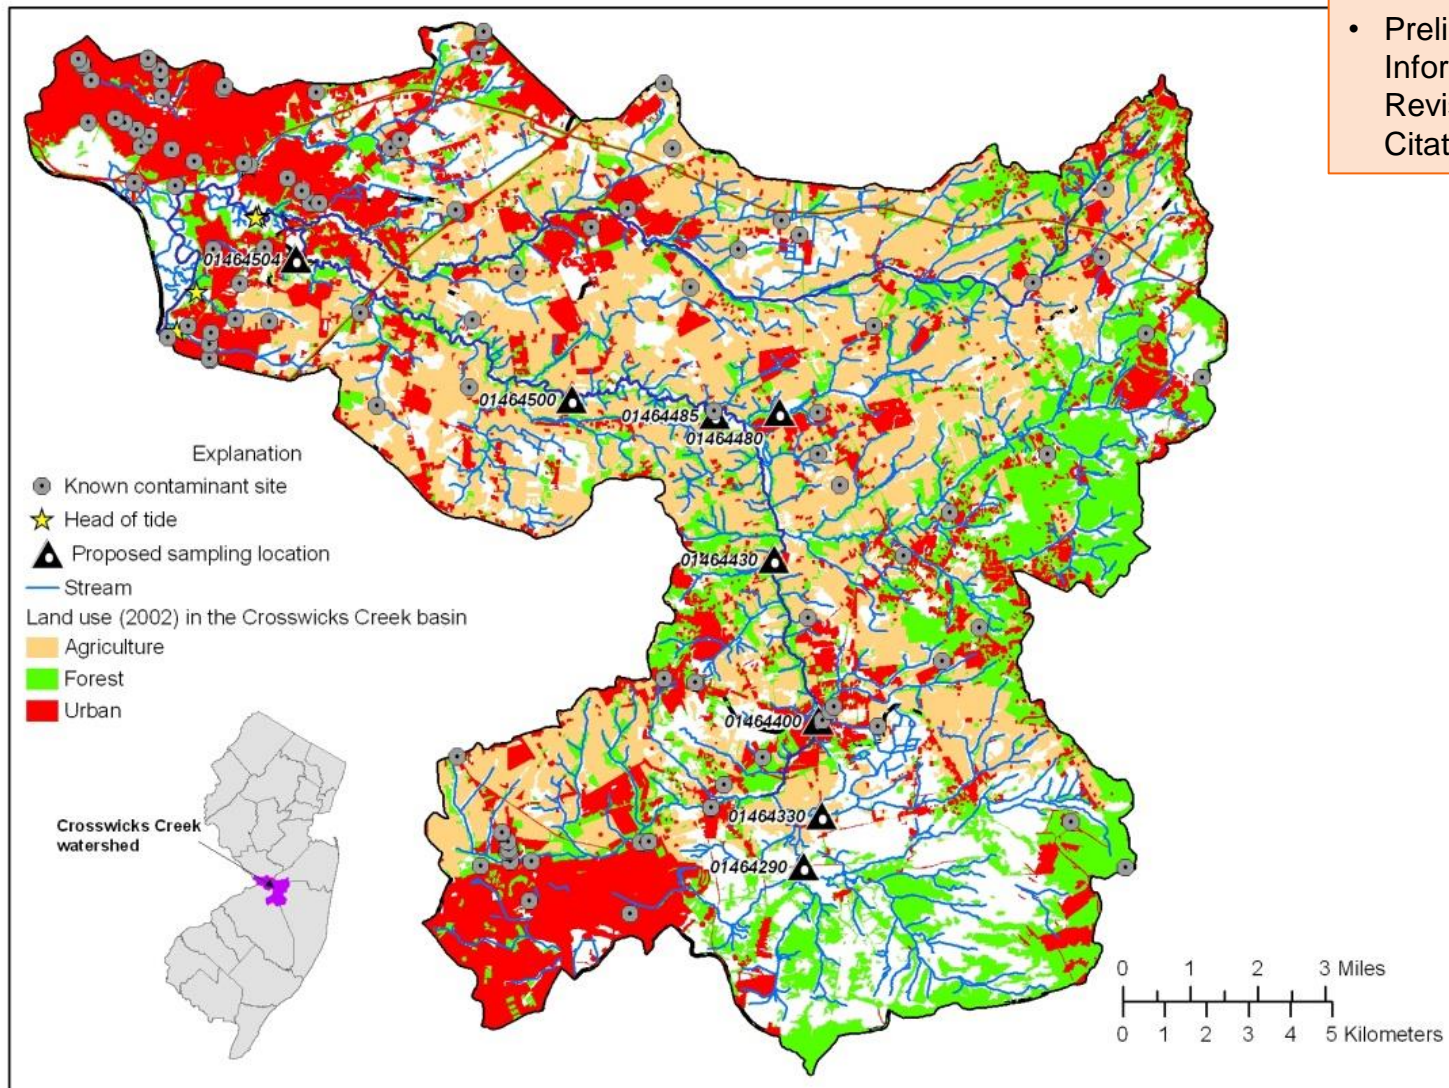 • Preli
Infor
Revis
Citat
01464504
01464500
01464485
01464480
01464430
01464400
01464330
01464290
Explanation
Known contaminant site
Head of tide
Proposed sampling location
Stream
Land use (2002) in the Crosswicks Creek basin
Agriculture
Forest
Urban
Crosswicks Creek
watershed
0 1 2 3 Miles
0 1 2 3 4 5 Kilometers